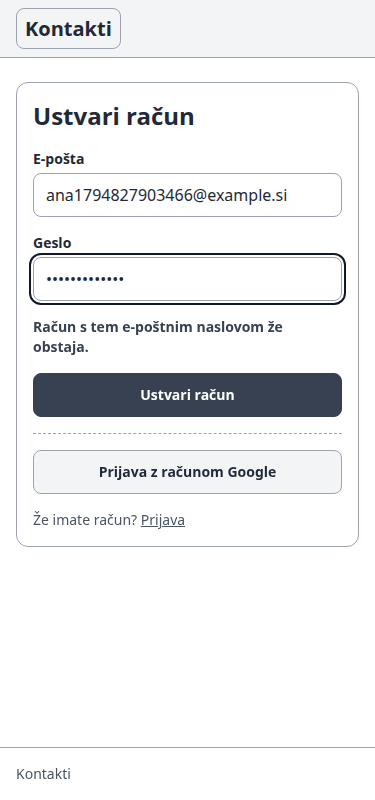 Kontakti
Ustvari račun
E-pošta
ana1794827903466@example.si
Geslo
•••••••••••••
Račun s tem e-poštnim naslovom že
obstaja.
Ustvari račun
Prijava z računom Google
Že imate račun? Prijava
Kontakti